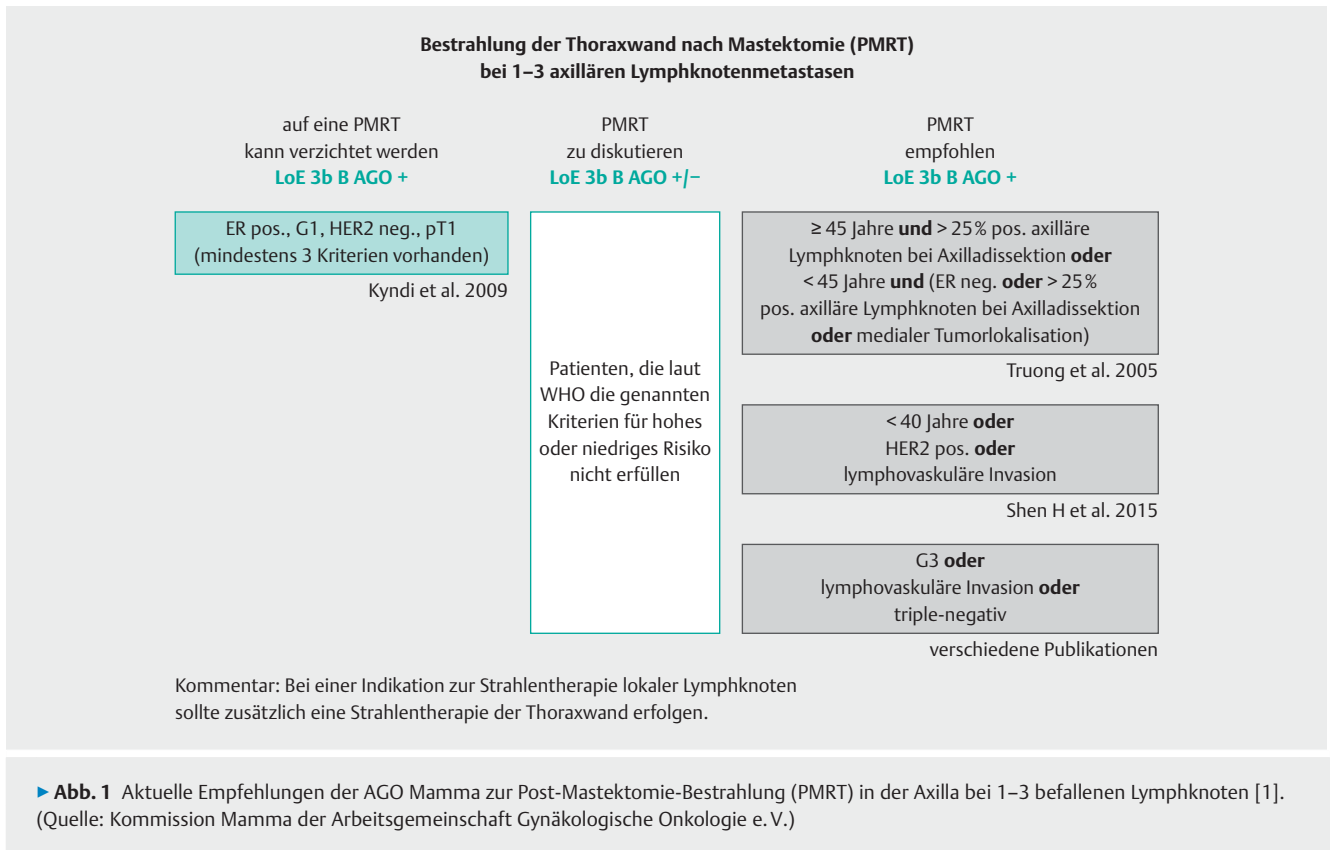 Bestrahlung der Thoraxwand nach Mastektomie (PMRT)
bei 1–3 axillären Lymphknotenmetastasen
auf eine PMRT
kann verzichtet werden
LoE 3b B AGO +
ER pos., G1, HER2 neg., pT1
(mindestens 3 Kriterien vorhanden)
Kyndi et al. 2009
PMRT
zu diskutieren
LoE 3b B AGO +/−
Patienten, die laut
WHO die genannten
Kriterien für hohes
oder niedriges Risiko
nicht erfüllen
PMRT
empfohlen
LoE 3b B AGO +
≥ 45 Jahre und > 25% pos. axilläre
Lymphknoten bei Axilladissektion oder
< 45 Jahre und (ER neg. oder > 25%
pos. axilläre Lymphknoten bei Axilladissektion
oder medialer Tumorlokalisation)
Truong et al. 2005
< 40 Jahre oder
HER2 pos. oder
lymphovaskuläre Invasion
Shen H et al. 2015
G3 oder
lymphovaskuläre Invasion oder
triple-negativ
verschiedene Publikationen
Kommentar: Bei einer Indikation zur Strahlentherapie lokaler Lymphknoten
sollte zusätzlich eine Strahlentherapie der Thoraxwand erfolgen.
▶ Abb. 1 Aktuelle Empfehlungen der AGO Mamma zur Post-Mastektomie-Bestrahlung (PMRT) in der Axilla bei 1–3 befallenen Lymphknoten [1].
(Quelle: Kommission Mamma der Arbeitsgemeinschaft Gynäkologische Onkologie e. V.)